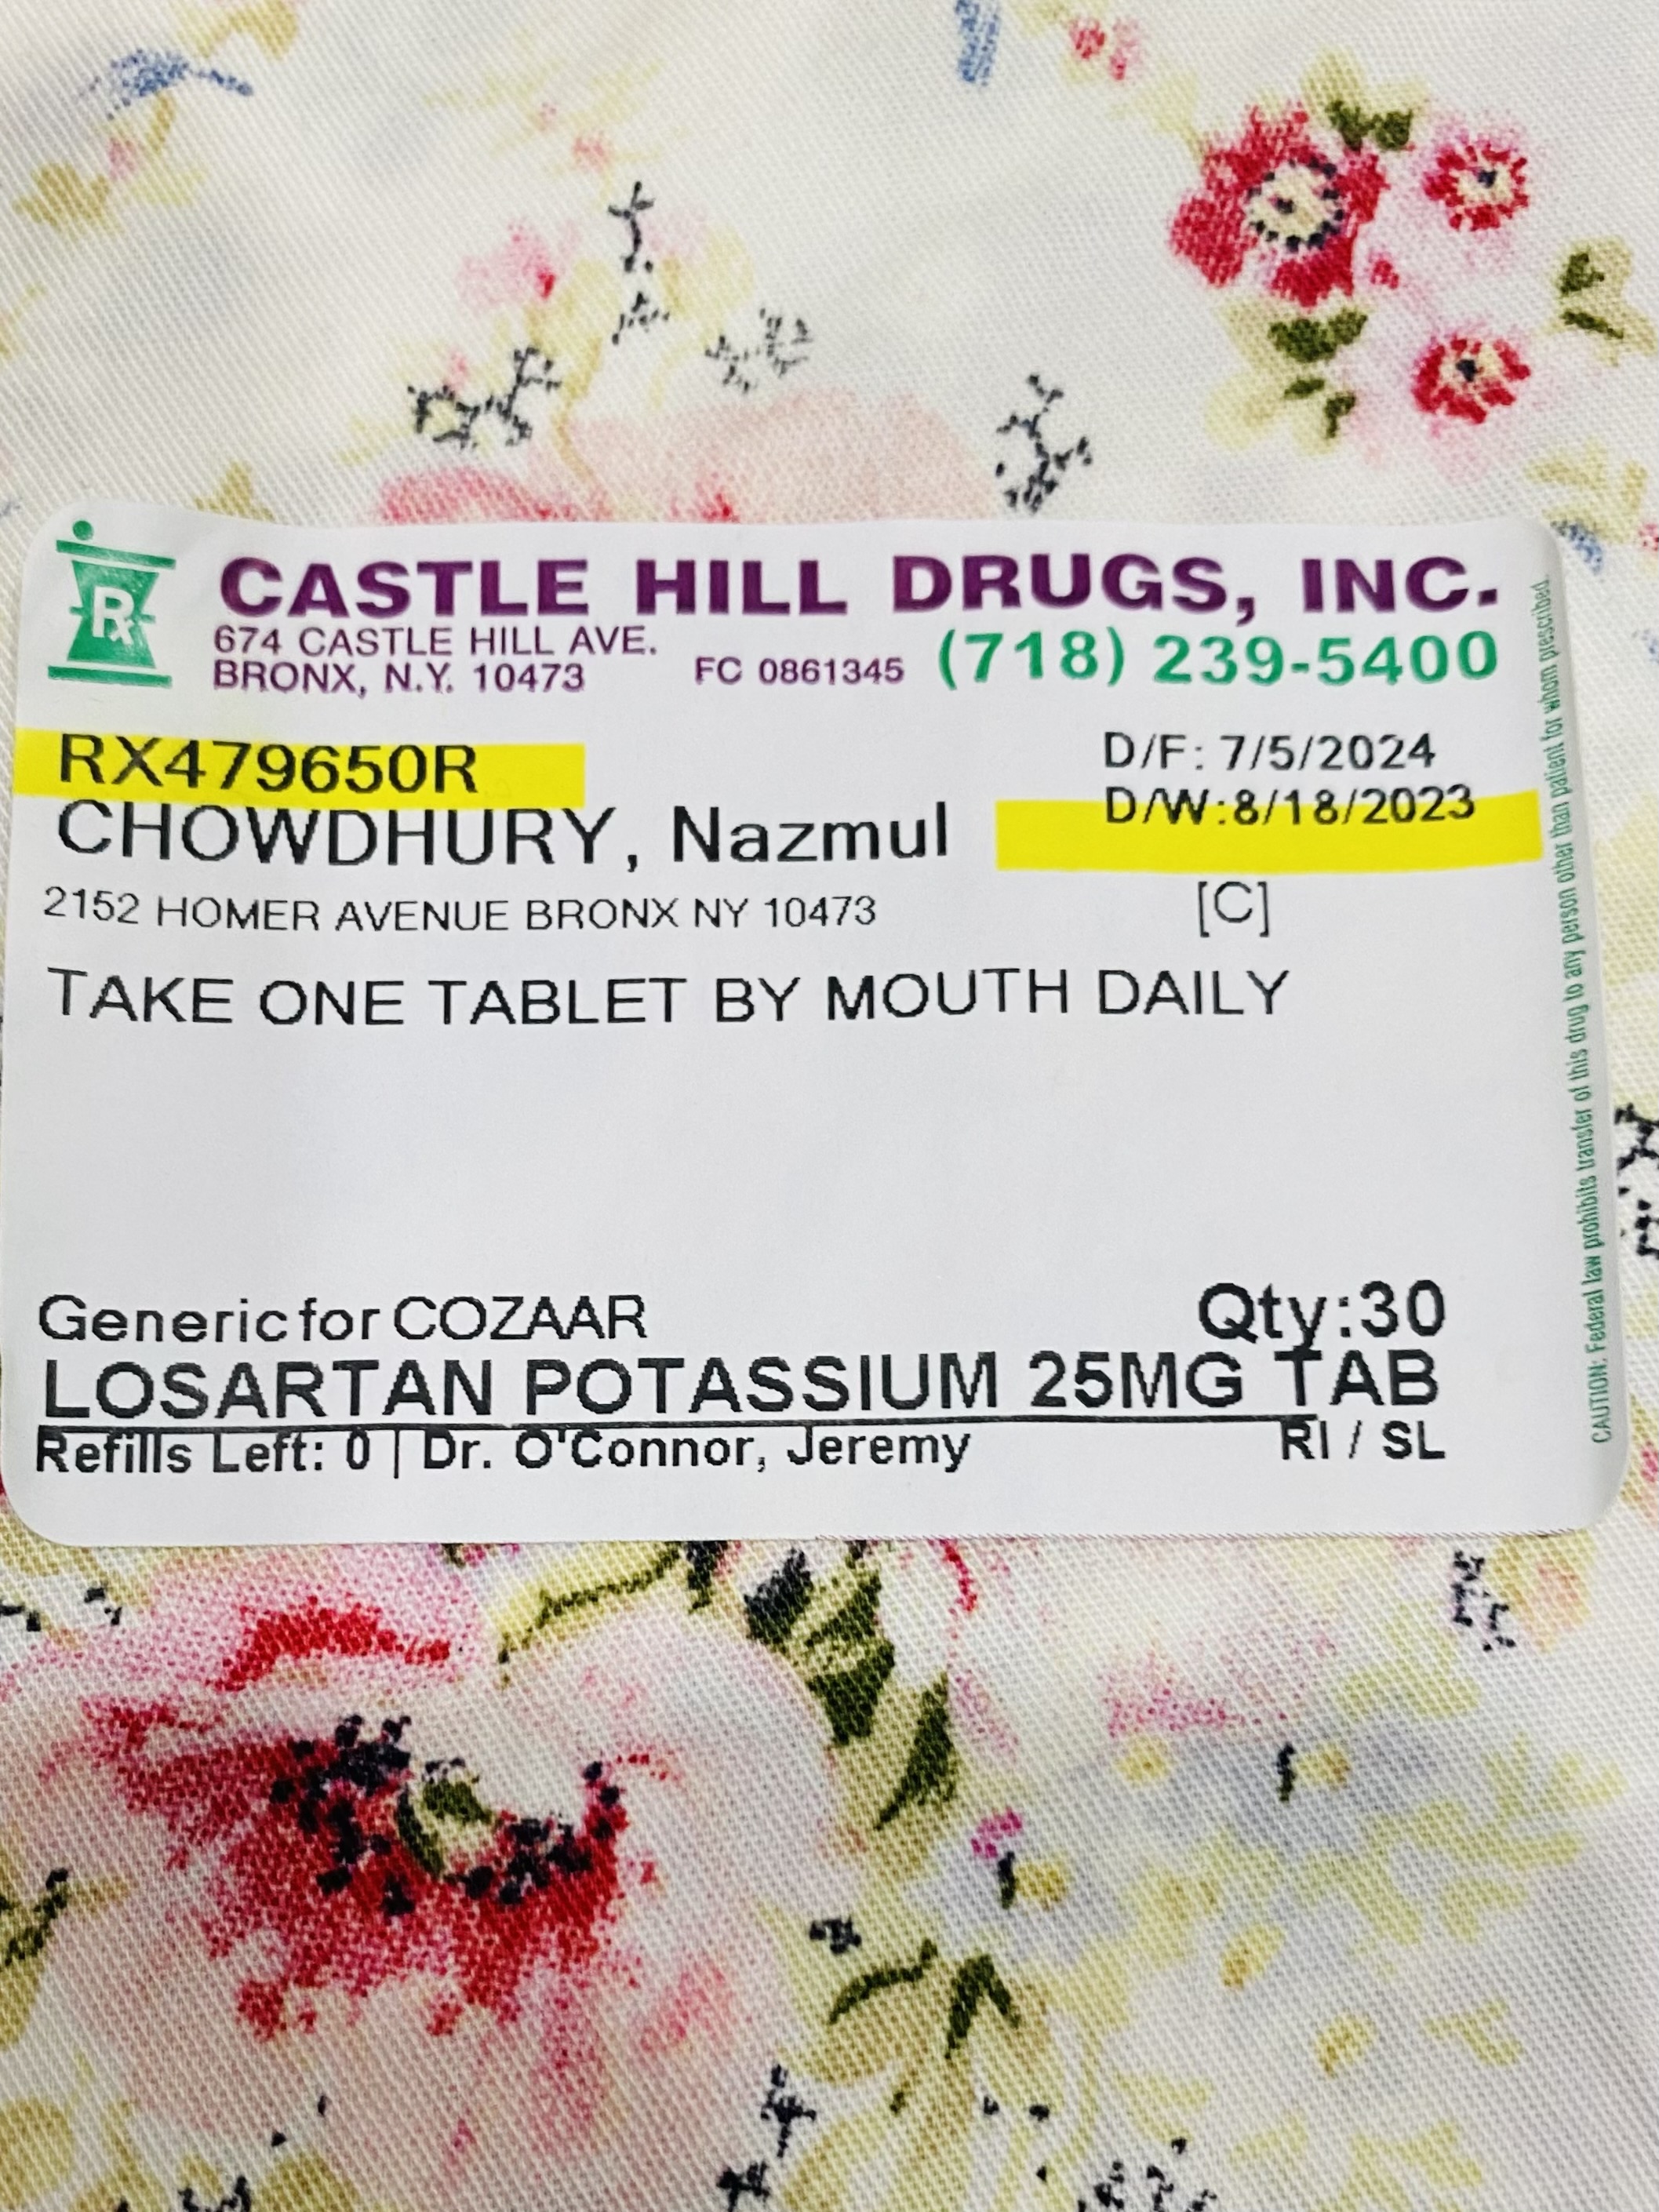 Rx
CASTLE HILL DRUGS, INC.
674 CASTLE HILL AVE.
BRONX, N.Y. 10473 FC 0861345 (718) 239-5400
RX479650R D/F: 7/5/2024
D/W:8/18/2023
CHOWDHURY, Nazmul
2152 HOMER AVENUE BRONX NY 10473 [C]
TAKE ONE TABLET BY MOUTH DAILY
Generic for COZAAR Qty:30
LOSARTAN POTASSIUM 25MG TAB
Refills Left: 0 | Dr. O'Connor, Jeremy RI / SL
CAUTION: Federal law prohibits transfer of this drug to any person other than patient for whom prescribed.